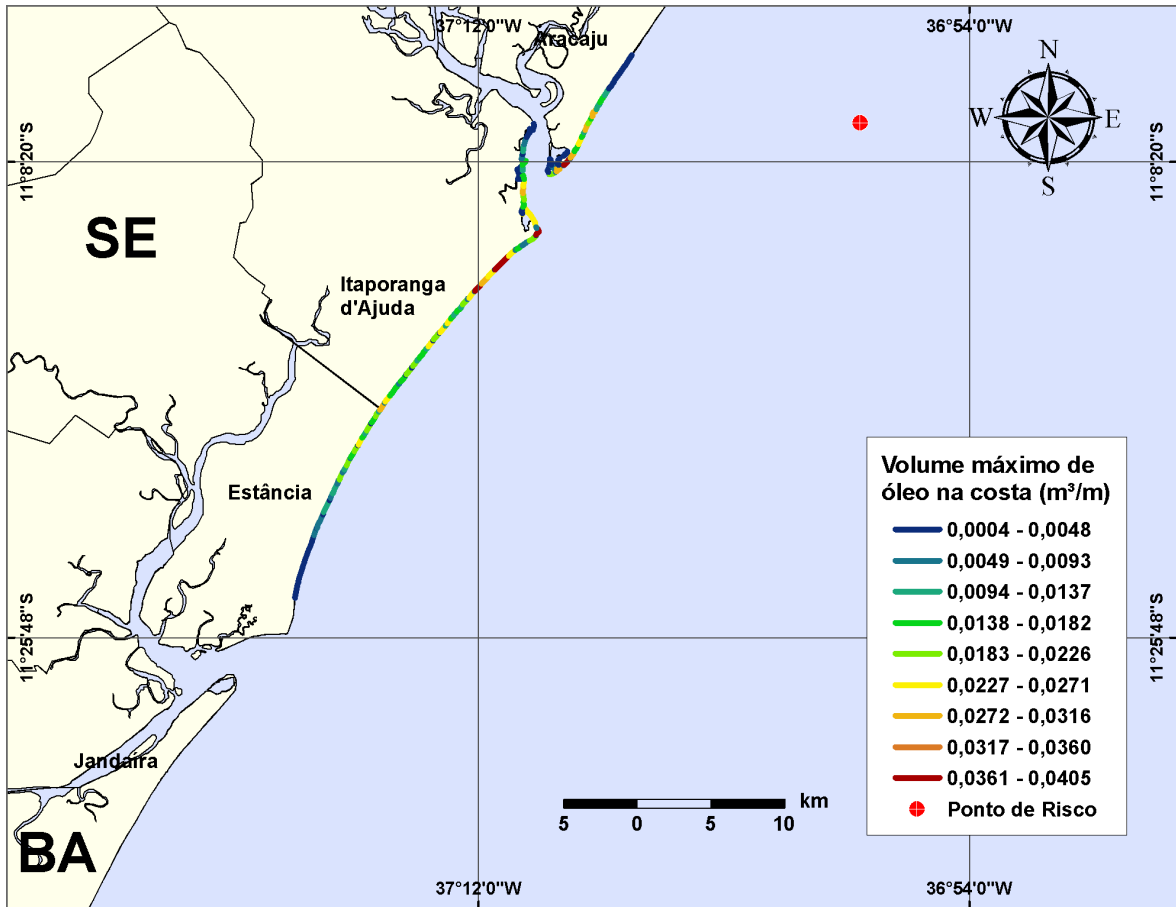 37°12'0"W
36°54'0"W
Aracaju
N
W
E
S
11°8'20"S
11°8'20"S
SE
Itaporanga
d'Ajuda
Estância
Volume máximo de
óleo na costa (m³/m)
0,0004 - 0,0048
0,0049 - 0,0093
0,0094 - 0,0137
0,0138 - 0,0182
0,0183 - 0,0226
0,0227 - 0,0271
0,0272 - 0,0316
0,0317 - 0,0360
0,0361 - 0,0405
Ponto de Risco
11°25'48"S
11°25'48"S
Jandaíra
BA
km
5 0 5 10
37°12'0"W
36°54'0"W